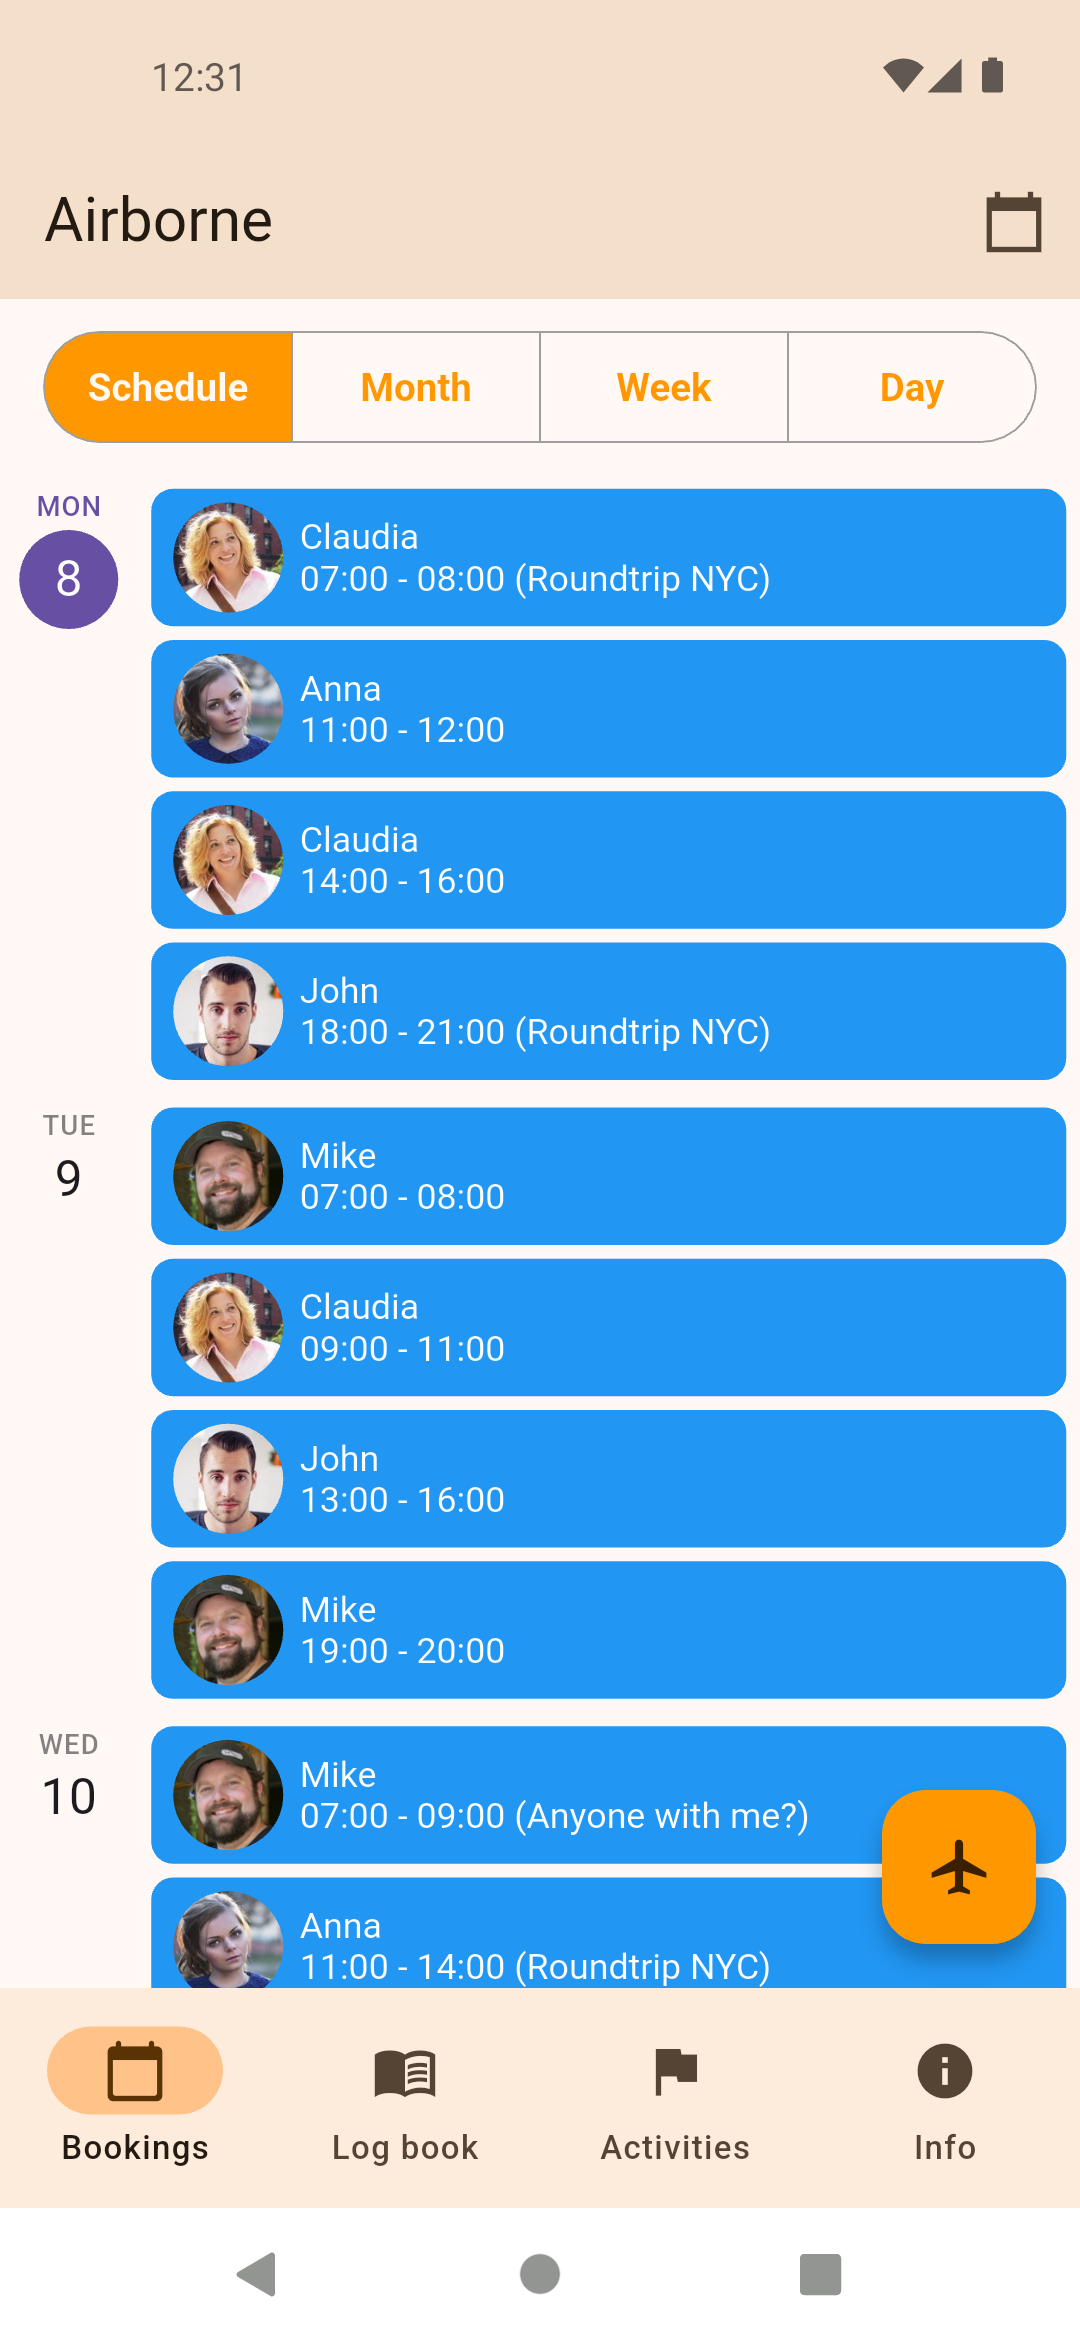 12:31
Airborne
Schedule
Month
Week
Day
MON
8
Claudia
07:00 - 08:00 (Roundtrip NYC)
Anna
11:00 - 12:00
Claudia
14:00 - 16:00
John
18:00 - 21:00 (Roundtrip NYC)
TUE
9
Mike
07:00 - 08:00
Claudia
09:00 - 11:00
John
13:00 - 16:00
Mike
19:00 - 20:00
WED
10
Mike
07:00 - 09:00 (Anyone with me?)
Anna
11:00 - 14:00 (Roundtrip NYC)
Bookings
Log book
Activities
Info